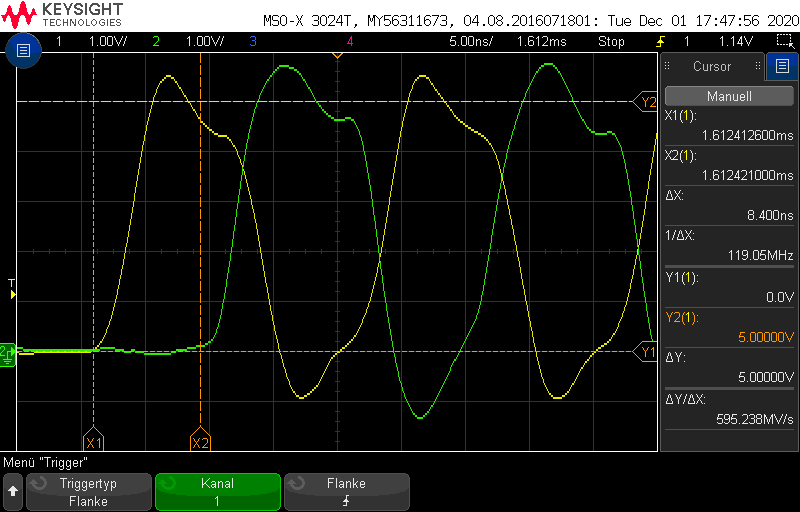 KEYSIGHT
TECHNOLOGIES
MSO-X 3024T, MY56311673, 04.08.2016071801: Tue Dec 01 17:47:56 2020
1 1.00V/ 2 1.00V/ 3 4 5.00ns/ 1.612ms Stop 1 1.14V
Cursor
Manuell
X1(1):
1.612412600ms
X2(1):
1.612421000ms
ΔX:
8.400ns
1/ΔX:
119.05MHz
Y1(1):
0.0V
Y2(1):
5.00000V
ΔY:
5.00000V
ΔY/ΔX:
595.238MV/s
Y2
T
2
Y1
X1 X2
Menü "Trigger"
Triggertyp
Flanke
Kanal
1
Flanke